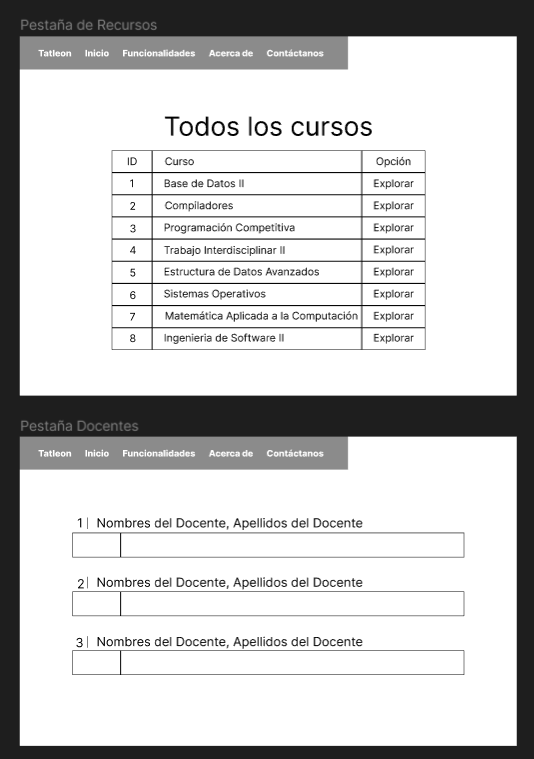 Pestaña de Recursos
Tatleon Inicio Funcionalidades Acerca de Contáctanos
Todos los cursos
ID Curso Opción
1 Base de Datos II Explorar
2 Compiladores Explorar
3 Programación Competitiva Explorar
4 Trabajo Interdisciplinar II Explorar
5 Estructura de Datos Avanzados Explorar
6 Sistemas Operativos Explorar
7 Matemática Aplicada a la Computación Explorar
8 Ingenieria de Software II Explorar
Pestaña Docentes
Tatleon Inicio Funcionalidades Acerca de Contáctanos
1| Nombres del Docente, Apellidos del Docente
2| Nombres del Docente, Apellidos del Docente
3| Nombres del Docente, Apellidos del Docente